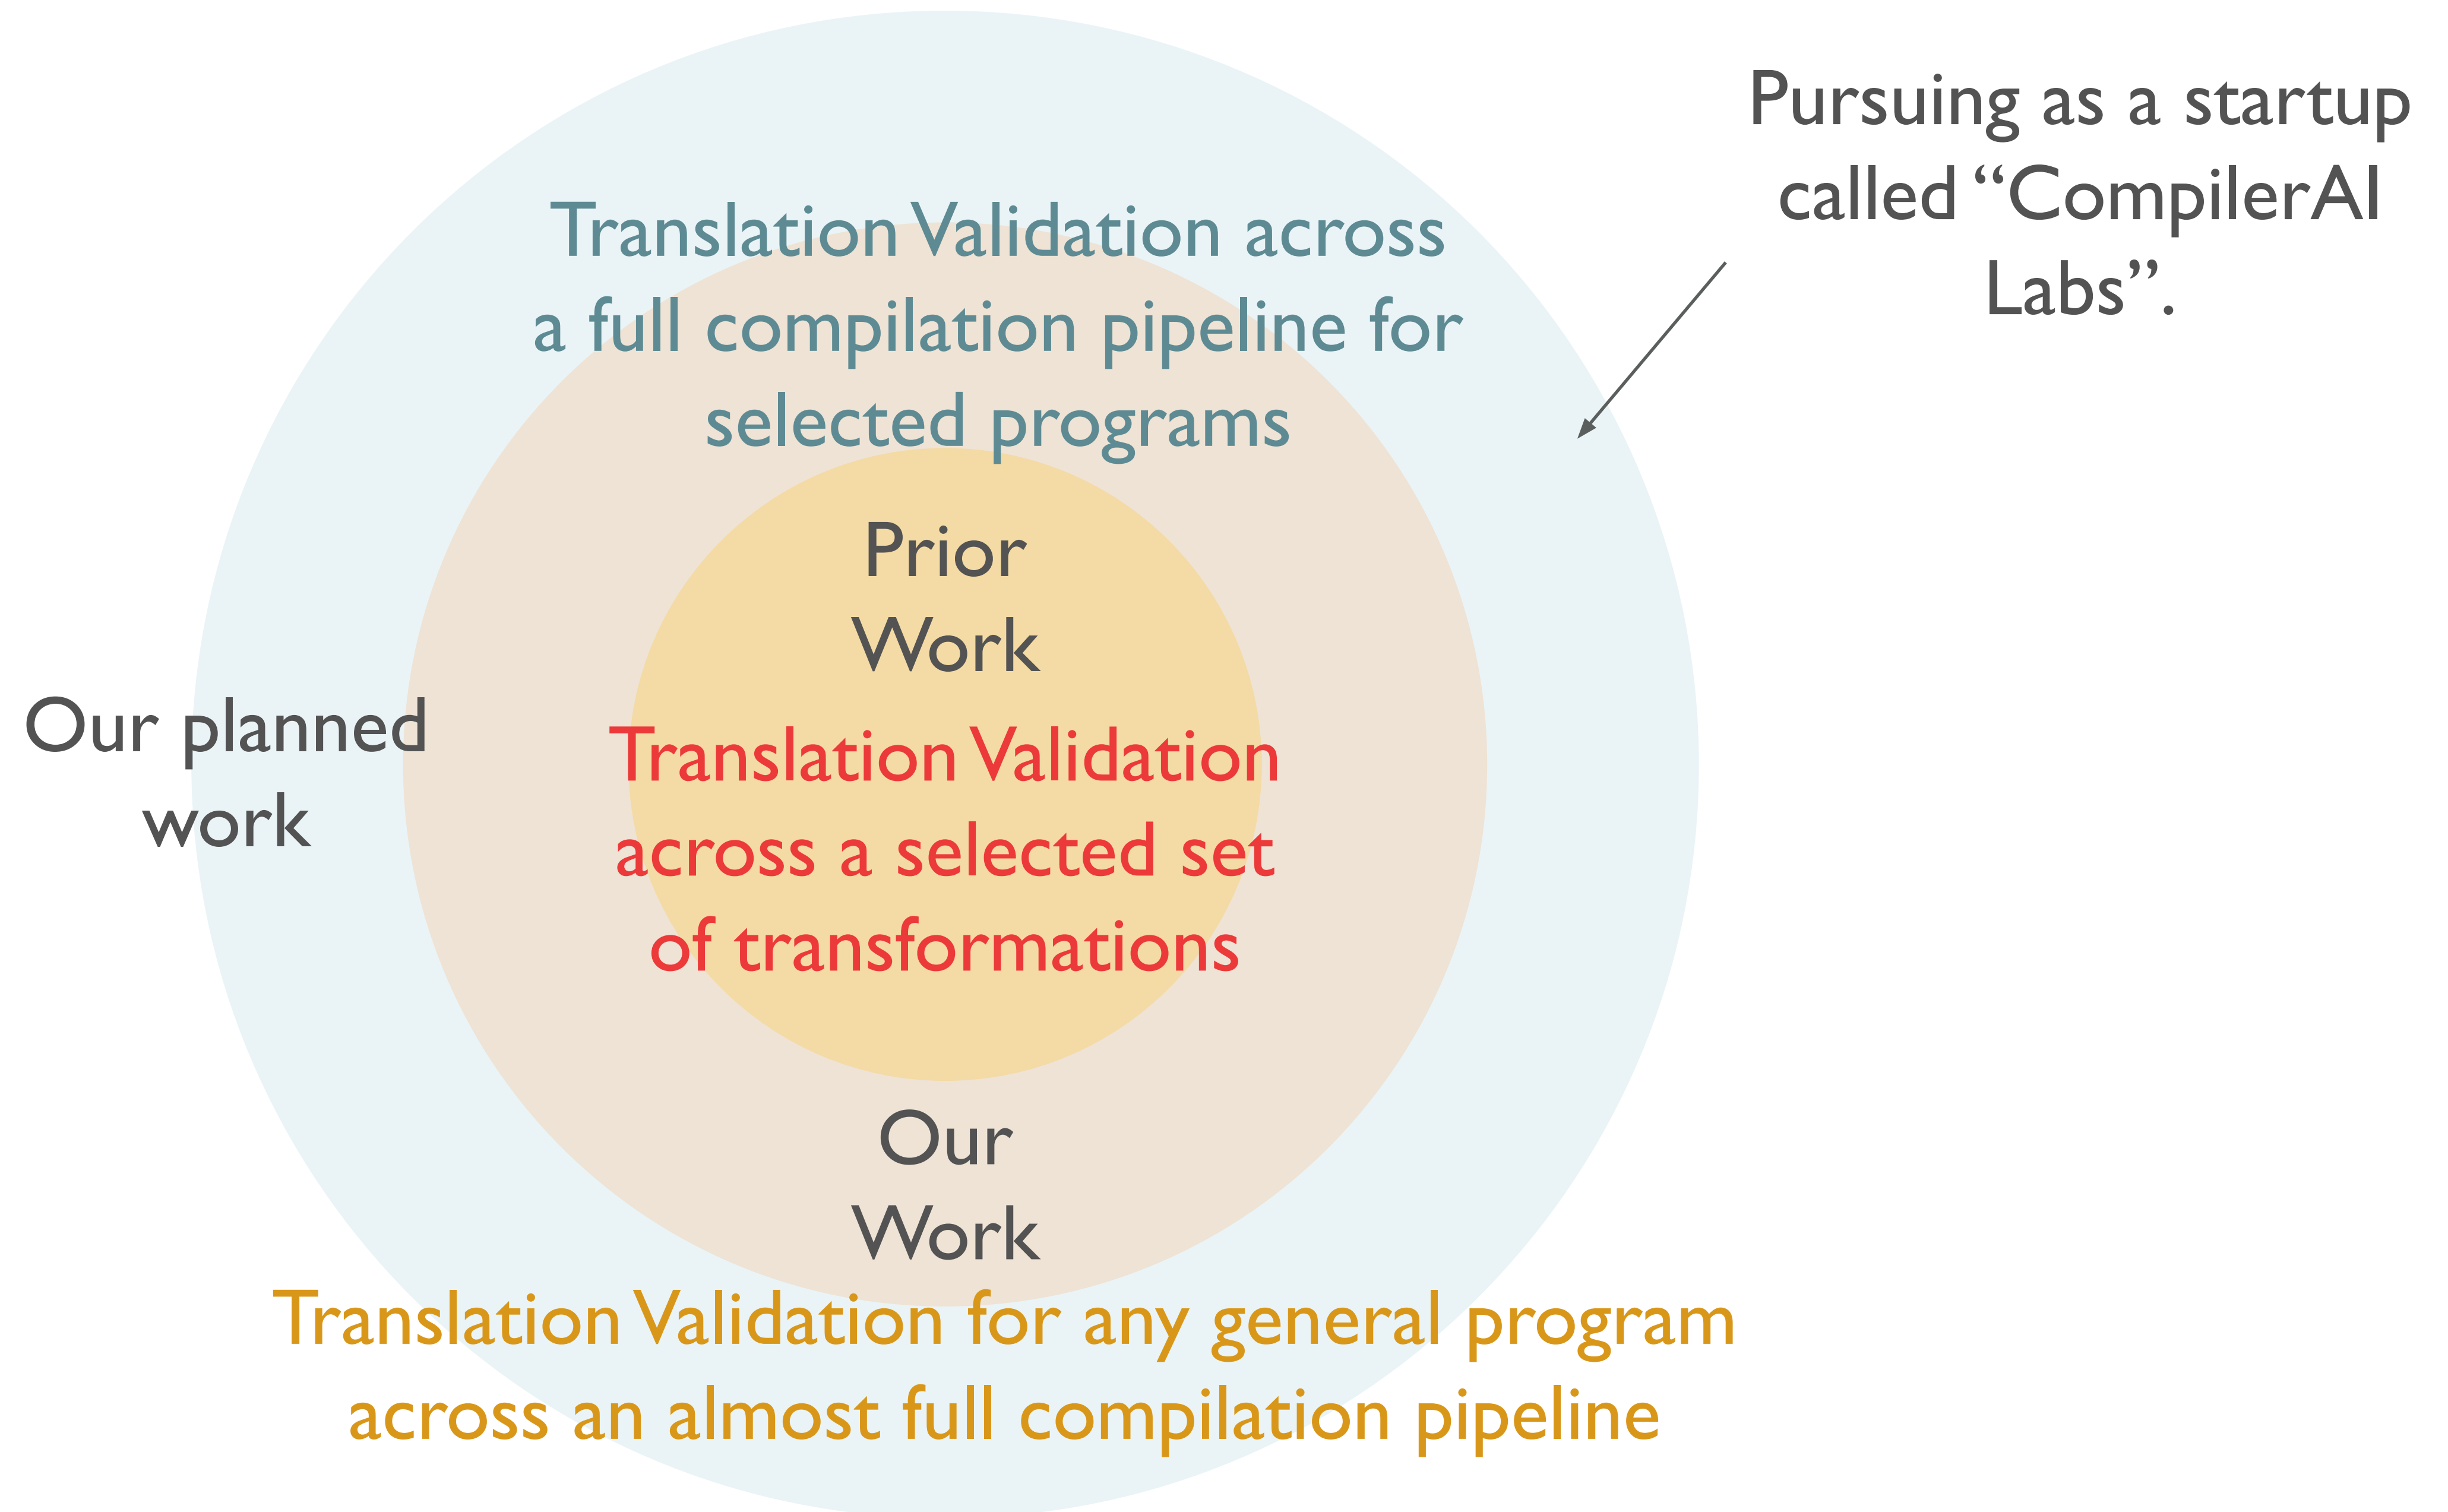 Pursuing as a startup
called “CompilerAI
Labs”.
Translation Validation across
a full compilation pipeline for
selected programs
Prior
Work
Translation Validation
across a selected set
of transformations
Our planned
work
Our
Work
Translation Validation for any general program
across an almost full compilation pipeline